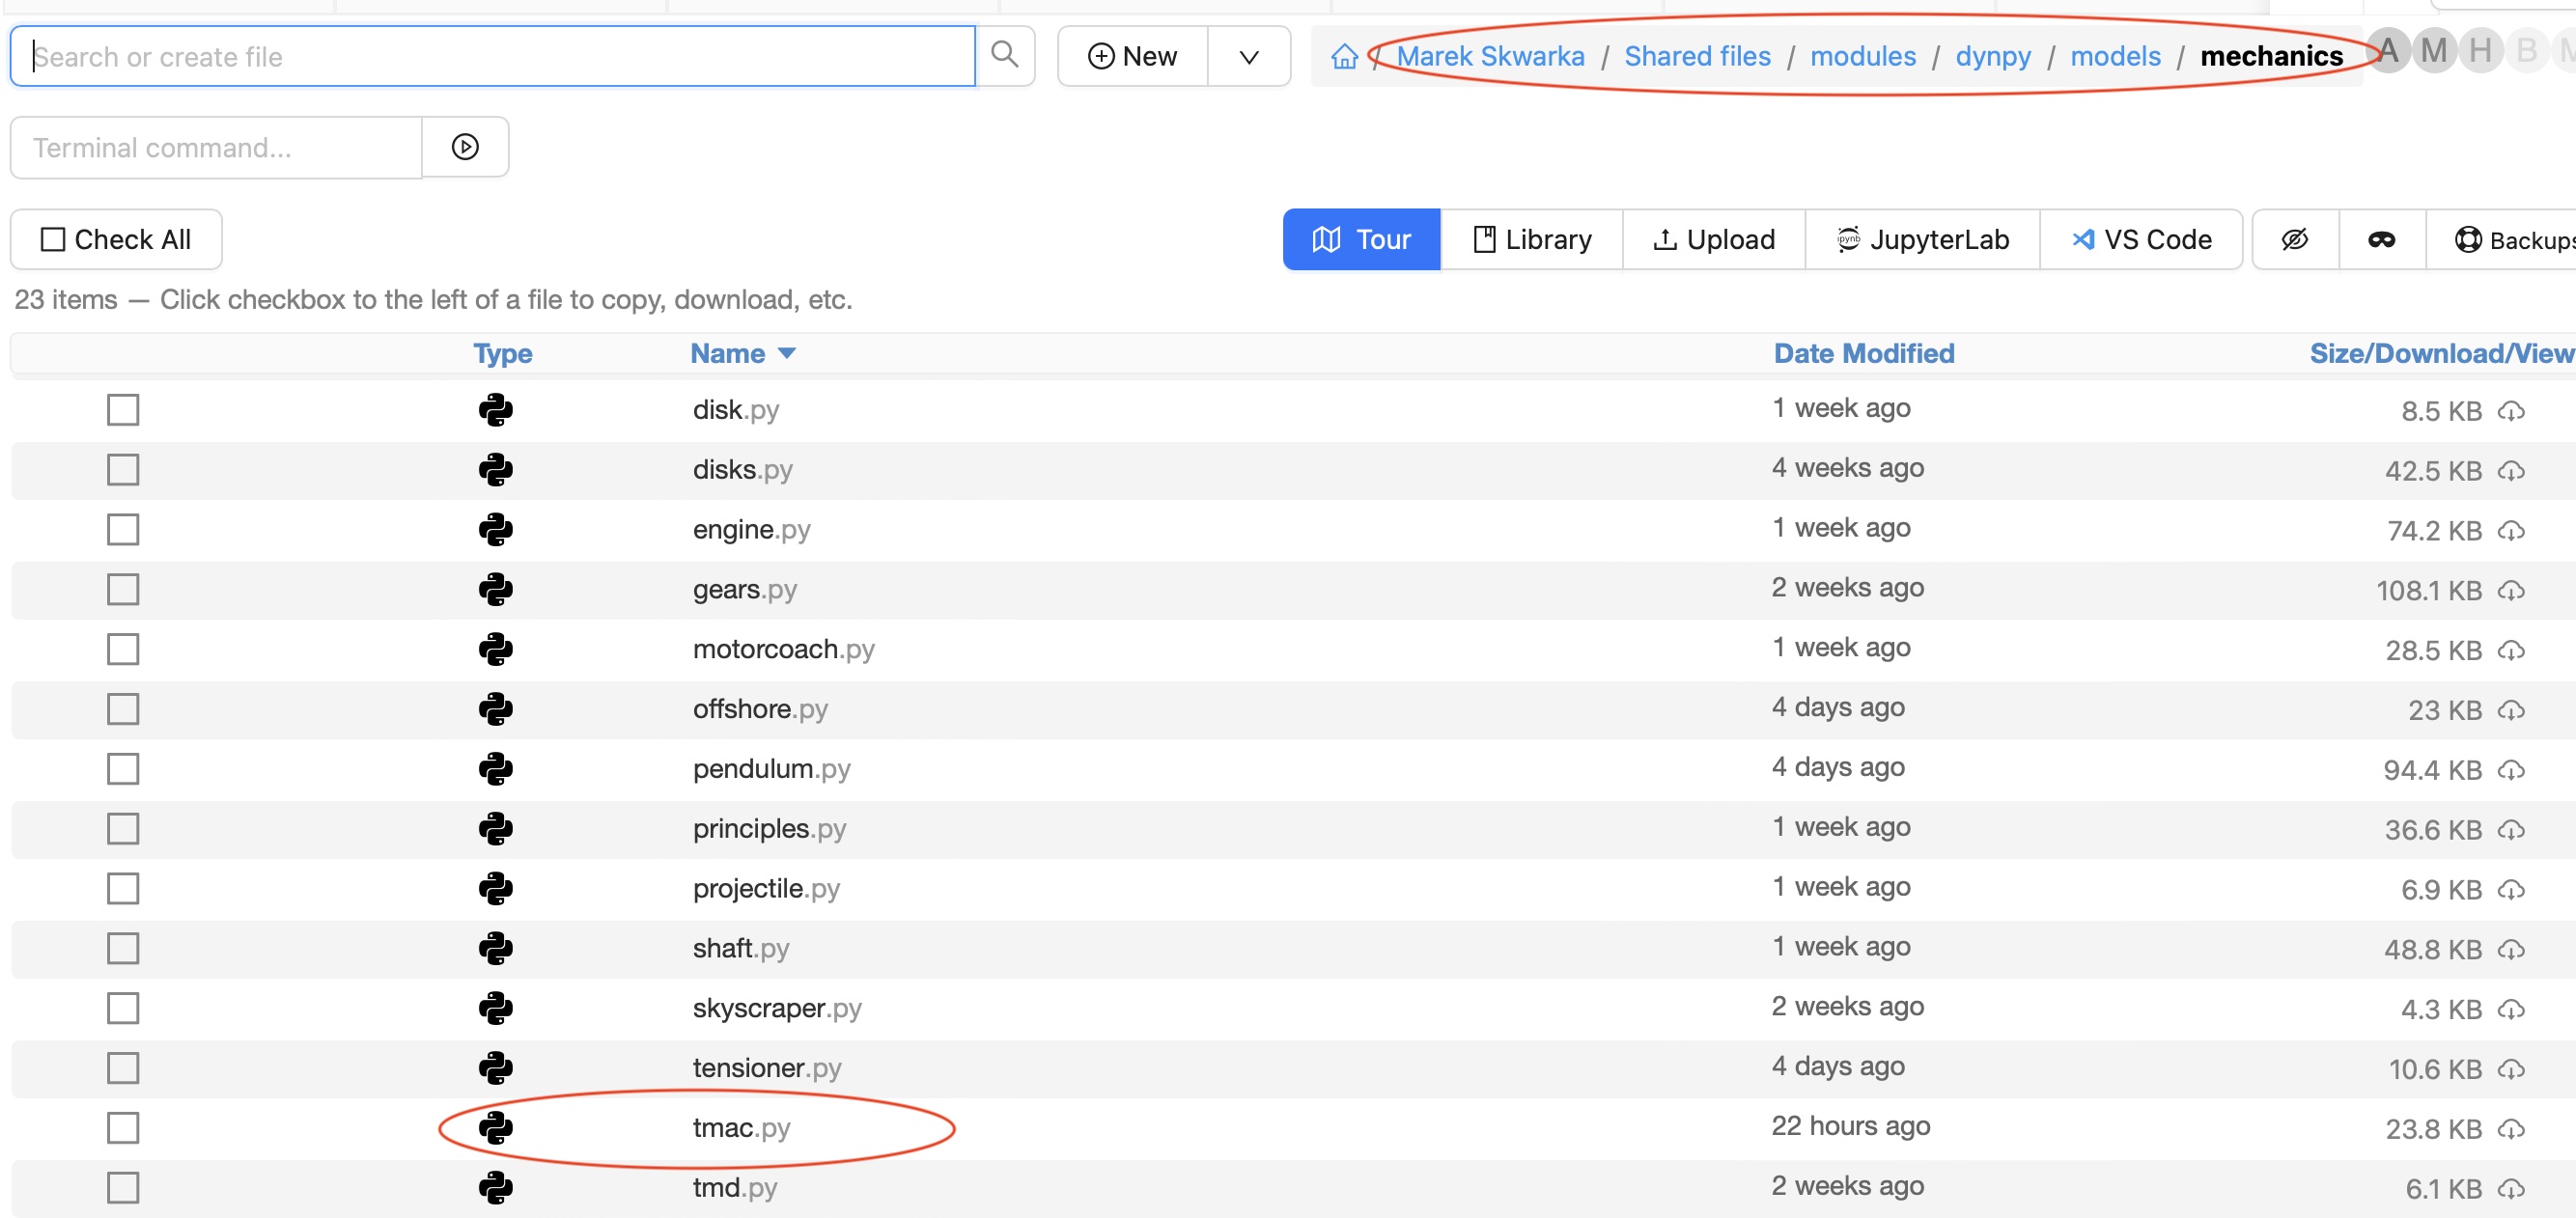 Search or create file New / Marek Skwarka / Shared files / modules / dynpy / models / mechanics A M H B M
Terminal command...
Check All Tour Library Upload JupyterLab VS Code Backups
23 items — Click checkbox to the left of a file to copy, download, etc.
Type Name Date Modified Size/Download/View
disk.py 1 week ago 8.5 KB
disks.py 4 weeks ago 42.5 KB
engine.py 1 week ago 74.2 KB
gears.py 2 weeks ago 108.1 KB
motorcoach.py 1 week ago 28.5 KB
offshore.py 4 days ago 23 KB
pendulum.py 4 days ago 94.4 KB
principles.py 1 week ago 36.6 KB
projectile.py 1 week ago 6.9 KB
shaft.py 1 week ago 48.8 KB
skyscraper.py 2 weeks ago 4.3 KB
tensioner.py 4 days ago 10.6 KB
tmac.py 22 hours ago 23.8 KB
tmd.py 2 weeks ago 6.1 KB